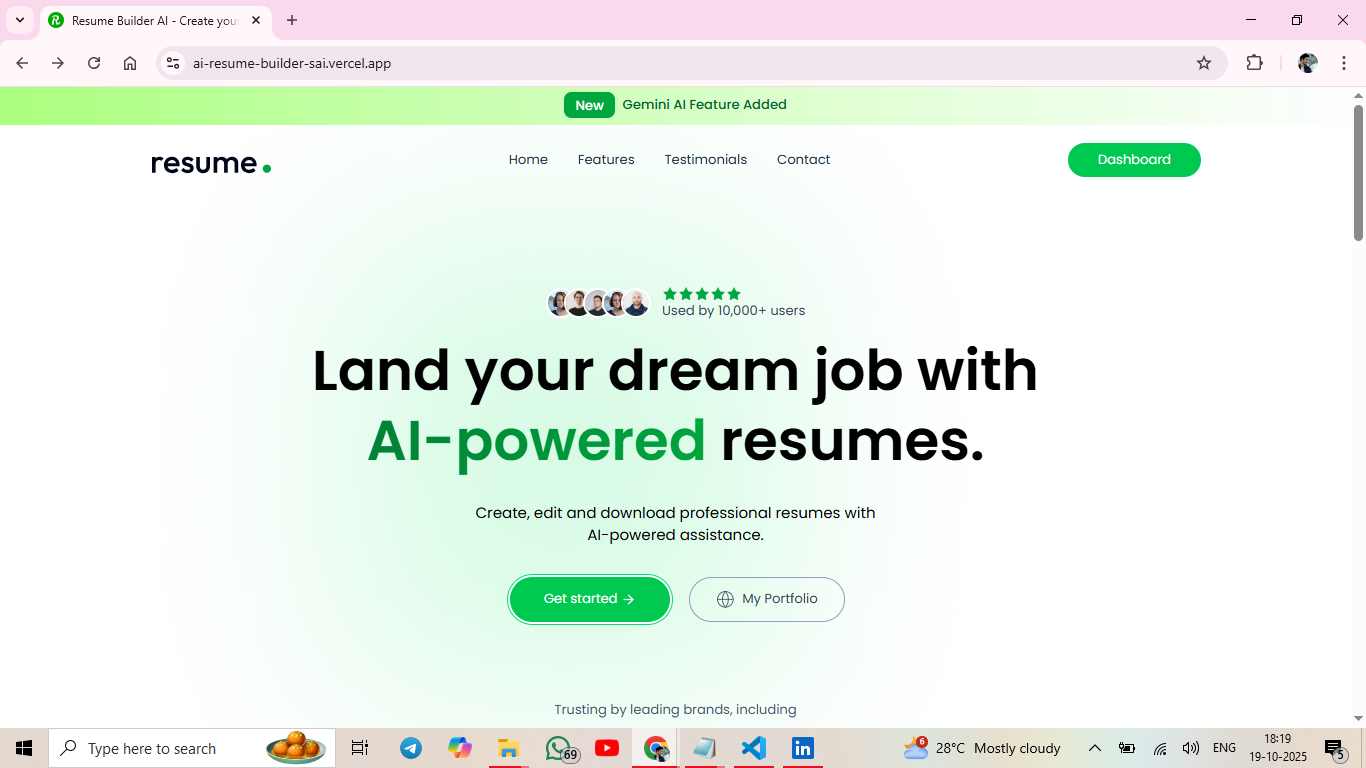 Resume Builder AI - Create your
ai-resume-builder-sai.vercel.app
New Gemini AI Feature Added
resume.
Home Features Testimonials Contact
Dashboard
Used by 10,000+ users
Land your dream job with
AI-powered resumes.
Create, edit and download professional resumes with
AI-powered assistance.
Get started →
My Portfolio
Trusting by leading brands, including
Type here to search
69
6
28°C Mostly cloudy
ENG
18:19
19-10-2025
5